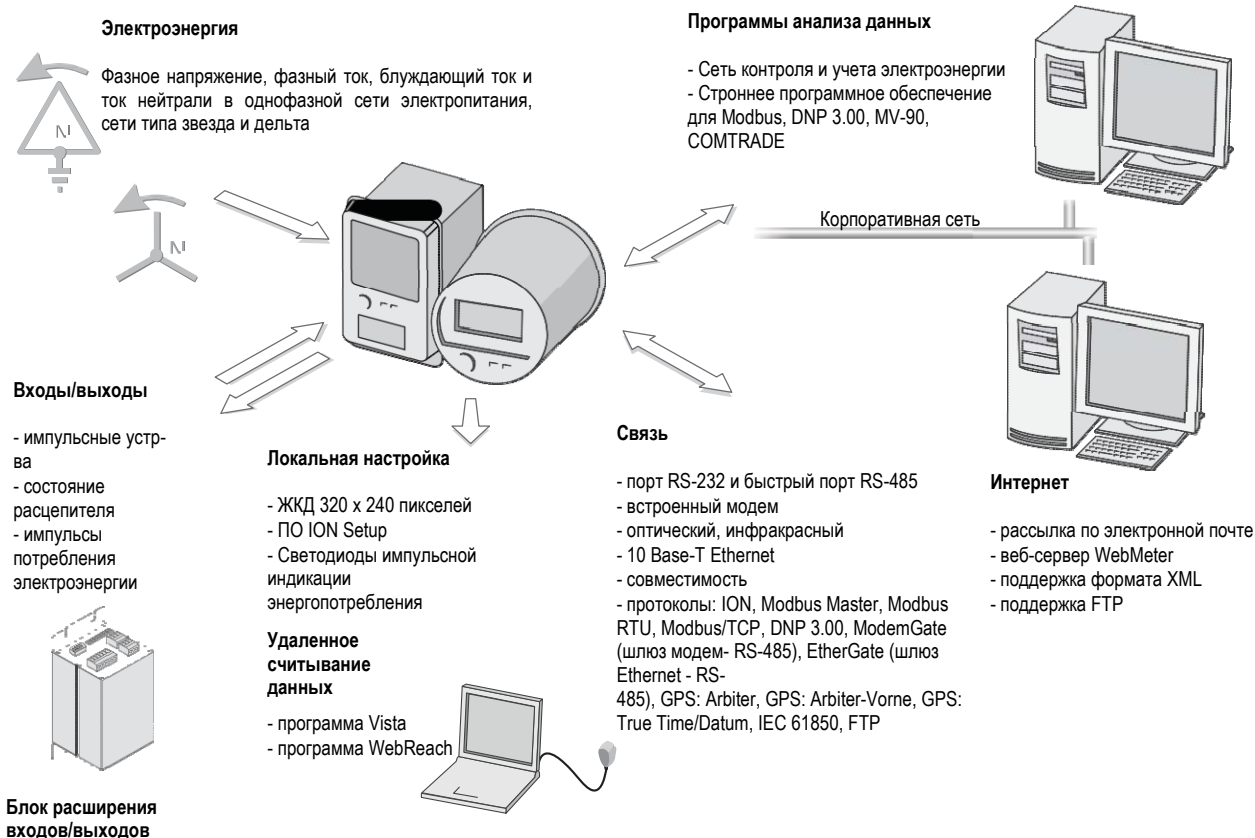 Электроэнергия
Фазное напряжение, фазный ток, блуждающий ток и
ток нейтрали в однофазной сети электропитания,
сети типа звезда и дельта
N
N
Программы анализа данных
- Сеть контроля и учета электроэнергии
- Строннее программное обеспечение
для Modbus, DNP 3.00, MV-90,
COMTRADE
Корпоративная сеть
Входы/выходы
- импульсные устр-
ва
- состояние
расцепителя
- импульсы
потребления
электроэнергии
Блок расширения
входов/выходов
Локальная настройка
- ЖКД 320 x 240 пикселей
- ПО ION Setup
- Светодиоды импульсной
индикации
энергопотребления
Удаленное
считывание
данных
- программа Vista
- программа WebReach
Связь
- порт RS-232 и быстрый порт RS-485
- встроенный модем
- оптический, инфракрасный
- 10 Base-T Ethernet
- совместимость
- протоколы: ION, Modbus Master, Modbus
RTU, Modbus/TCP, DNP 3.00, ModemGate
(шлюз модем- RS-485), EtherGate (шлюз
Ethernet - RS-
485), GPS: Arbiter, GPS: Arbiter-Vorne, GPS:
True Time/Datum, IEC 61850, FTP
Интернет
- рассылка по электронной почте
- веб-сервер WebMeter
- поддержка формата XML
- поддержка FTP